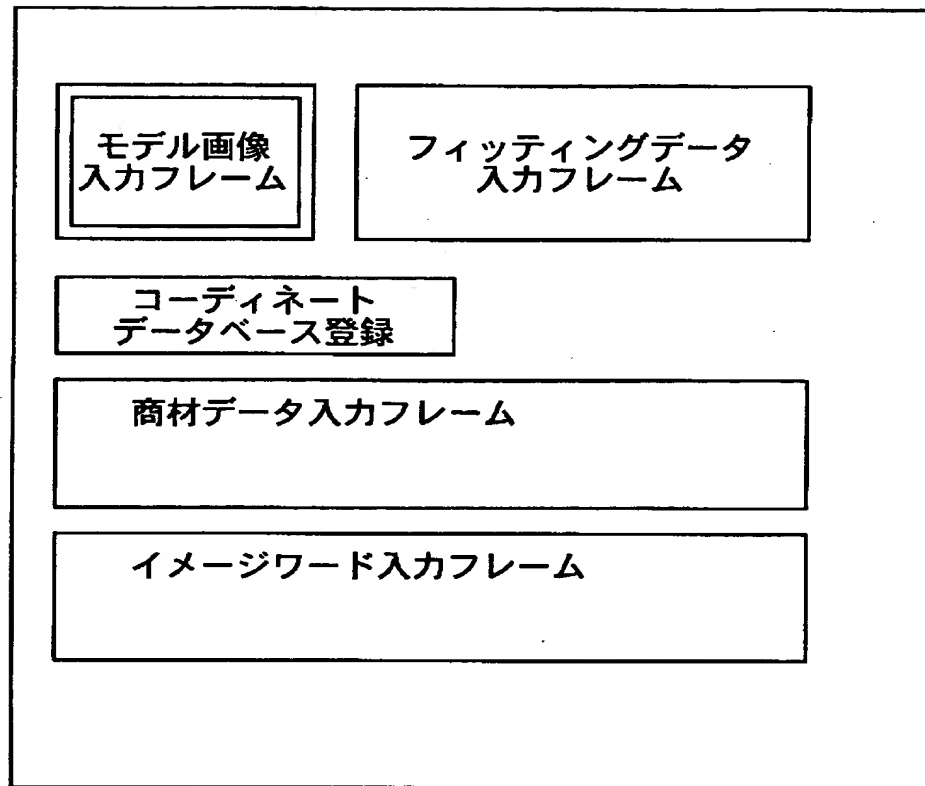 モデル画像
入力フレーム
フィッティングデータ
入力フレーム
コーディネート
データベース登録
商材データ入力フレーム
イメージワード入力フレーム